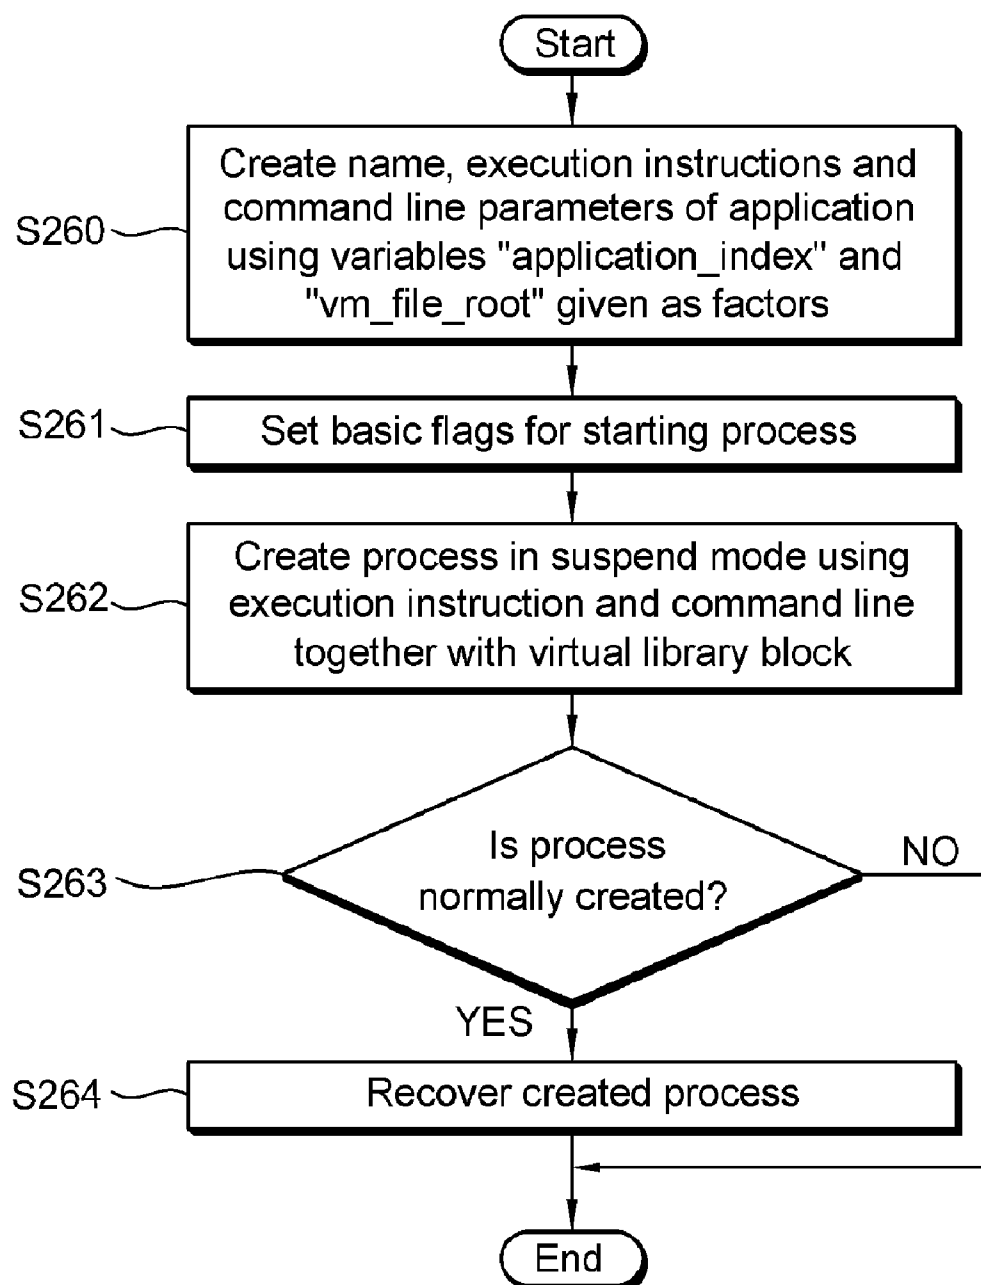 Start
Create name, execution instructions and
command line parameters of application
using variables "application_index" and
"vm_file_root" given as factors
S260
Set basic flags for starting process
S261
Create process in suspend mode using
execution instruction and command line
together with virtual library block
S262
Is process
normally created?
S263
NO
YES
Recover created process
S264
End